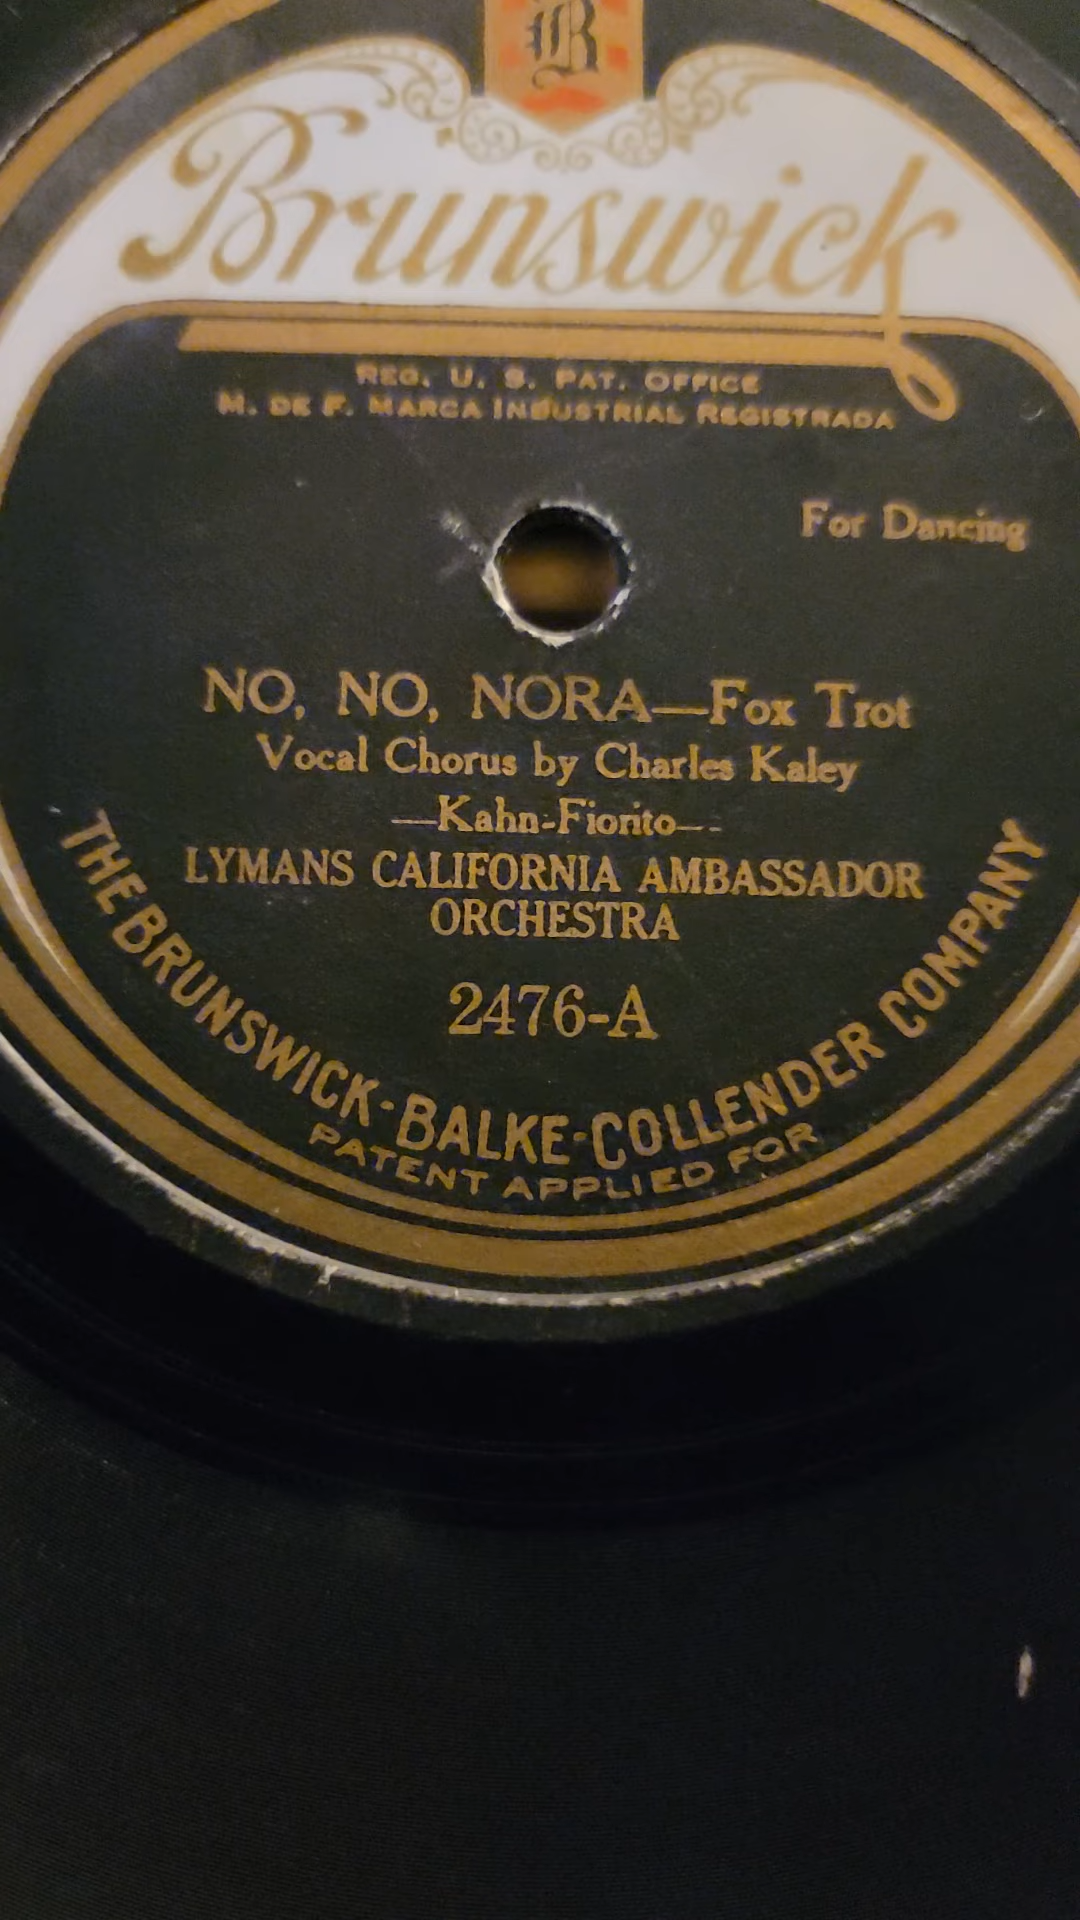 B
Brunswick
REG. U. S. PAT. OFFICE
M. DE F. MARCA INDUSTRIAL REGISTRADA
For Dancing
NO, NO, NORA—Fox Trot
Vocal Chorus by Charles Kaley
—Kahn-Fiorito—
LYMANS CALIFORNIA AMBASSADOR
ORCHESTRA
2476-A
THE BRUNSWICK-BALKE-COLLENDER COMPANY
PATENT APPLIED FOR